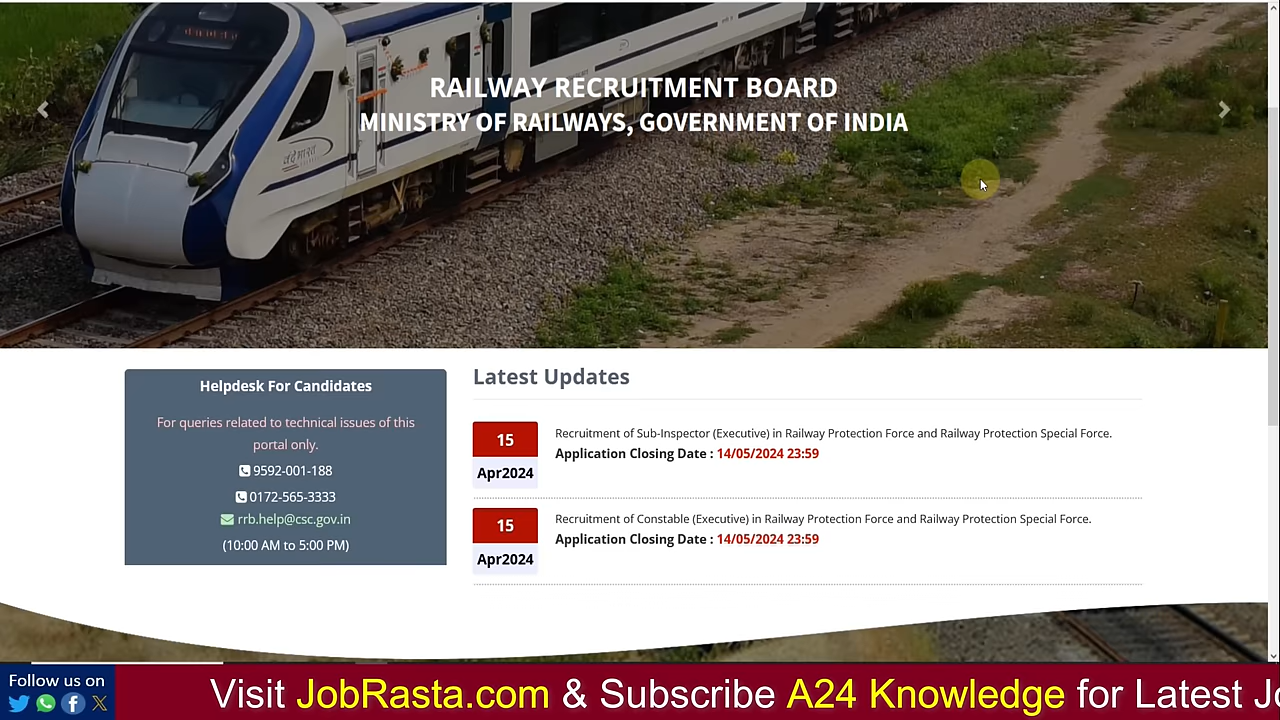 RAILWAY RECRUITMENT BOARD
MINISTRY OF RAILWAYS, GOVERNMENT OF INDIA
वंदे भारत
Helpdesk For Candidates
For queries related to technical issues of this
portal only.
9592-001-188
0172-565-3333
rrb.help@csc.gov.in
(10:00 AM to 5:00 PM)
Latest Updates
15
Apr2024
Recruitment of Sub-Inspector (Executive) in Railway Protection Force and Railway Protection Special Force.
Application Closing Date : 14/05/2024 23:59
15
Apr2024
Recruitment of Constable (Executive) in Railway Protection Force and Railway Protection Special Force.
Application Closing Date : 14/05/2024 23:59
Follow us on
Visit JobRasta.com & Subscribe A24 Knowledge for Latest Jo